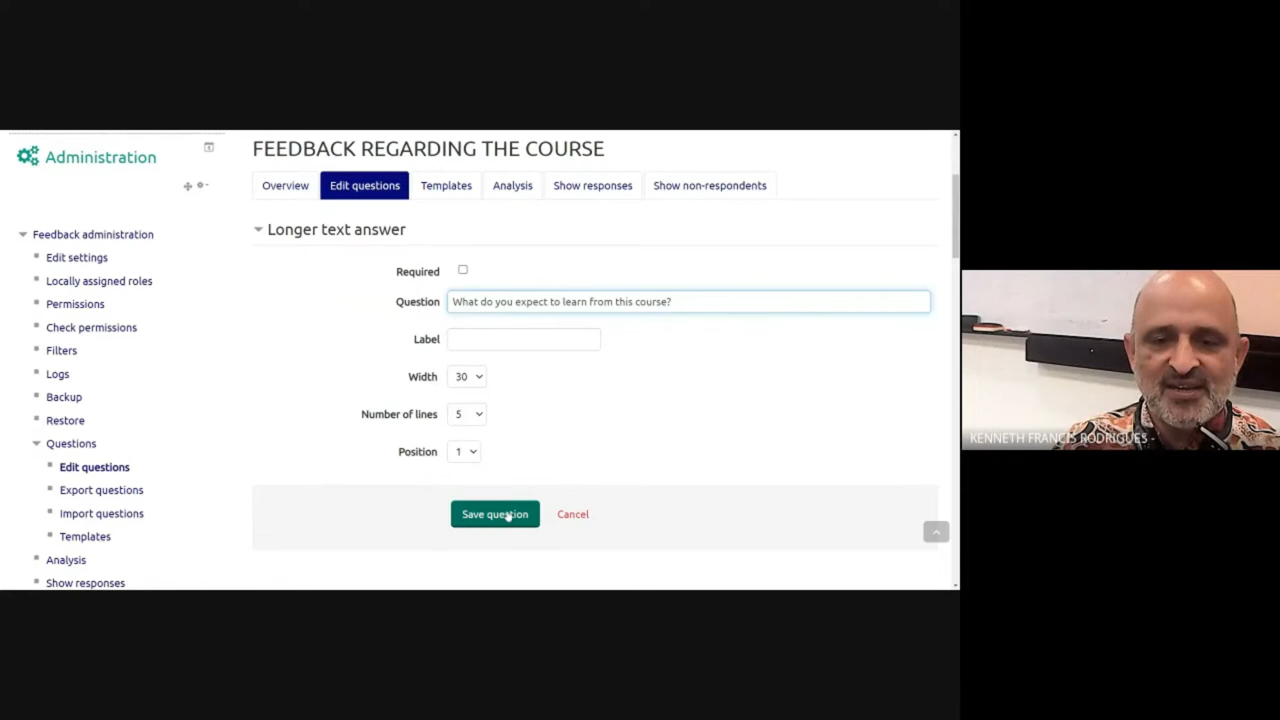 Administration
Feedback administration
Edit settings
Locally assigned roles
Permissions
Check permissions
Filters
Logs
Backup
Restore
Questions
Edit questions
Export questions
Import questions
Templates
Analysis
Show responses
FEEDBACK REGARDING THE COURSE
Overview Edit questions Templates Analysis Show responses Show non-respondents
Longer text answer
Required
Question What do you expect to learn from this course?
Label
Width 30
Number of lines 5
Position 1
Save question Cancel
KENNETH FRANCIS RODRIGUES -